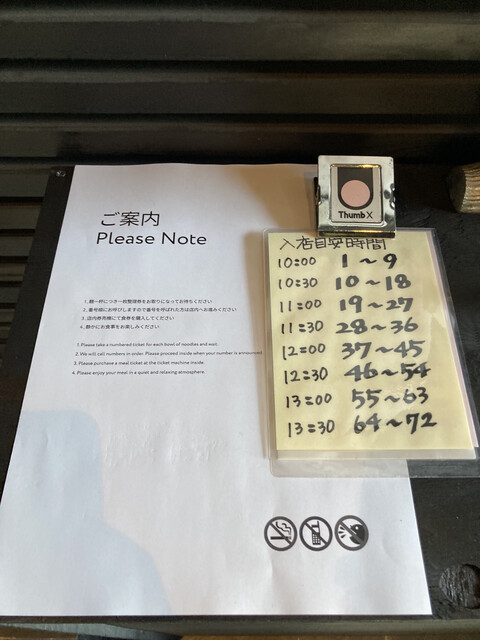 ご案内
Please Note
1. 麺一杯につき一枚整理券をお取りになってお待ちください
2. 番号順にお呼びしますので番号を呼ばれた方は店内へお進みください
3. 店内券売機にて食券を購入してください
4. 静かにお食事をお楽しみください
1. Please take a numbered ticket for each bowl of noodles and wait.
2. We will call numbers in order. Please proceed inside when your number is announced.
3. Please purchase a meal ticket at the ticket machine inside.
4. Please enjoy your meal in a quiet and relaxing atmosphere.
Thumb X
入店目安時間
10:00 1~9
10:30 10~18
11:00 19~27
11:30 28~36
12:00 37~45
12:30 46~54
13:00 55~63
13:30 64~72